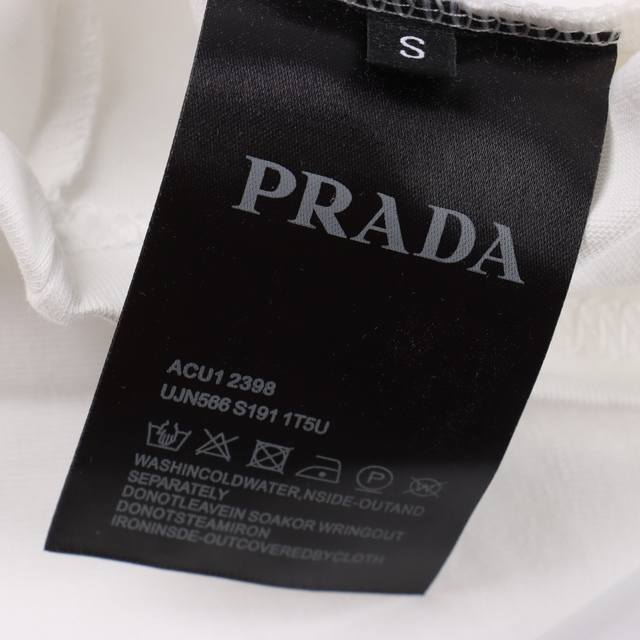 S
PRADA
ACU1 2398
UJN566 S191 1T5U
P
WASHINCOLDWATER,NSIDE-OUTAND
SEPARATELY
DONOTLEAVEIN SOAKOR WRINGOUT
DONOTSTEAMIRON
IRONINSDE-OUTCOVEREDBYCLOTH